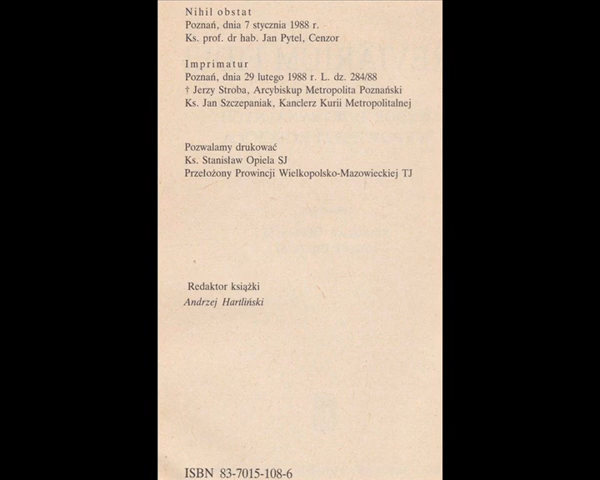 Nihil obstat
Poznań, dnia 7 stycznia 1988 r.
Ks. prof. dr hab. Jan Pytel, Cenzor
Imprimatur
Poznań, dnia 29 lutego 1988 r. L. dz. 284/88
† Jerzy Stroba, Arcybiskup Metropolita Poznański
Ks. Jan Szczepaniak, Kanclerz Kurii Metropolitalnej
Pozwalamy drukować
Ks. Stanisław Opiela SJ
Przełożony Prowincji Wielkopolsko-Mazowieckiej TJ
Redaktor książki
Andrzej Hartliński
ISBN 83-7015-108-6